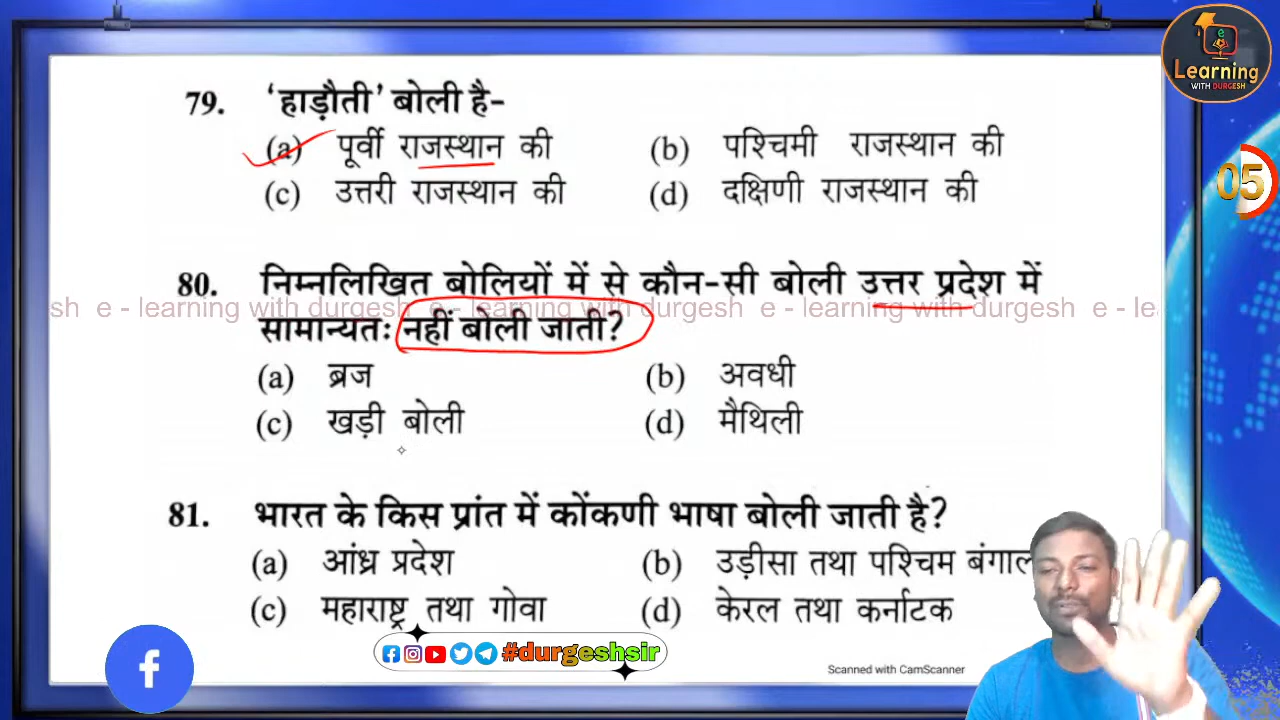 e
Learning
WITH DURGESH
05
79. 'हाड़ौती' बोली है-
(a) पूर्वी राजस्थान की (b) पश्चिमी राजस्थान की
(c) उत्तरी राजस्थान की (d) दक्षिणी राजस्थान की
80. निम्नलिखित बोलियों में से कौन-सी बोली उत्तर प्रदेश में
sh e - learning with durgesh e - learning with durgesh e - learning with durgesh e - le
सामान्यतः नहीं बोली जाती?
(a) ब्रज (b) अवधी
(c) खड़ी बोली (d) मैथिली
81. भारत के किस प्रांत में कोंकणी भाषा बोली जाती है?
(a) आंध्र प्रदेश (b) उड़ीसा तथा पश्चिम बंगाल
(c) महाराष्ट्र तथा गोवा (d) केरल तथा कर्नाटक
#durgeshsir
Scanned with CamScanner